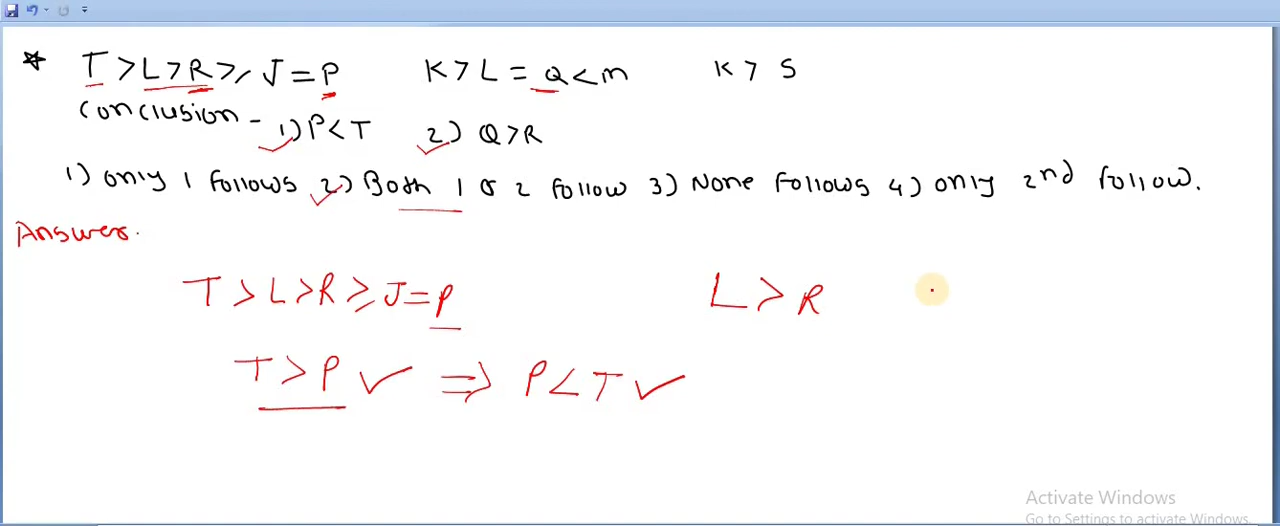 * T > L > R ≥ J = P K > L = Q < m K > S
Conclusion - 1) P < T 2) Q > R
1) only 1 follows 2) Both 1 & 2 follow 3) None follows 4) only 2nd follow.
Answer.
T > L > R ≥ J = P L > R
T > P ✓ ⇒ P < T ✓
Activate Windows
Go to Settings to activate Windows.